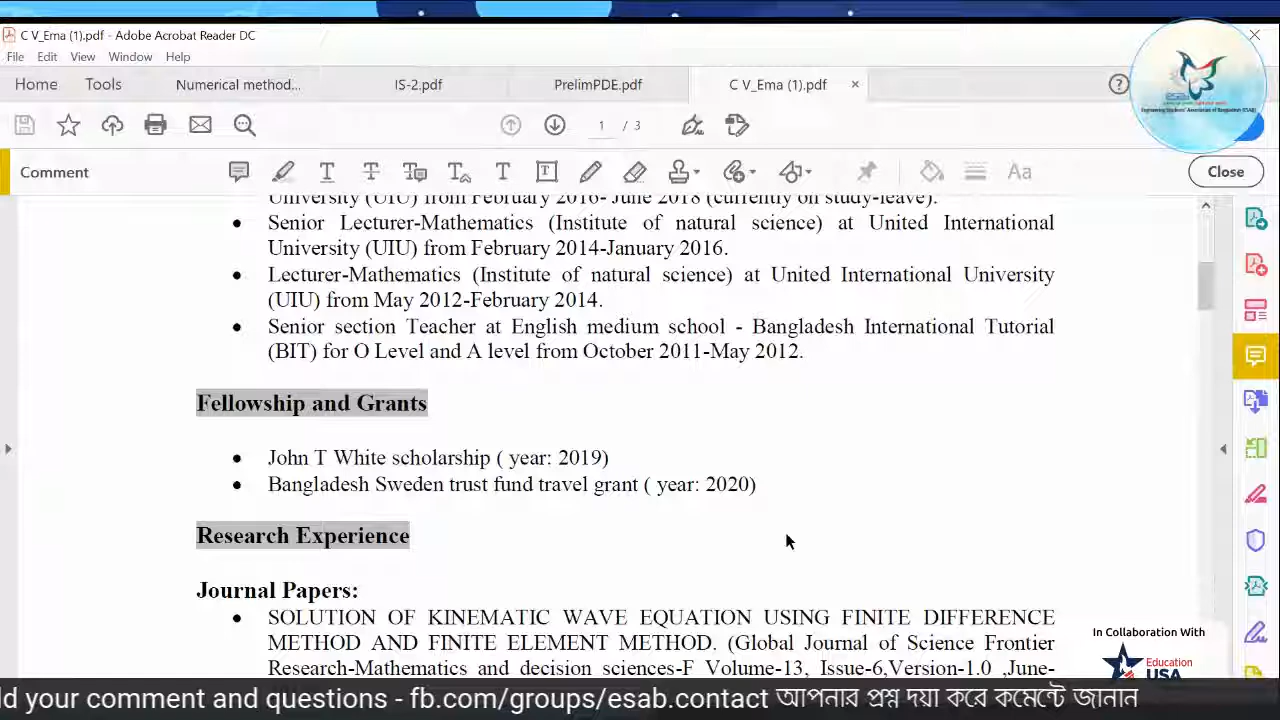 C V_Ema (1).pdf - Adobe Acrobat Reader DC
File Edit View Window Help
Home Tools Numerical method... IS-2.pdf PrelimPDE.pdf C V_Ema (1).pdf ×
1 / 3
Comment
Close
University (UIU) from February 2016- June 2018 (currently on study-leave).
• Senior Lecturer-Mathematics (Institute of natural science) at United International
University (UIU) from February 2014-January 2016.
• Lecturer-Mathematics (Institute of natural science) at United International University
(UIU) from May 2012-February 2014.
• Senior section Teacher at English medium school - Bangladesh International Tutorial
(BIT) for O Level and A level from October 2011-May 2012.
Fellowship and Grants
• John T White scholarship ( year: 2019)
• Bangladesh Sweden trust fund travel grant ( year: 2020)
Research Experience
Journal Papers:
• SOLUTION OF KINEMATIC WAVE EQUATION USING FINITE DIFFERENCE
METHOD AND FINITE ELEMENT METHOD. (Global Journal of Science Frontier
Research-Mathematics and decision sciences-F Volume-13, Issue-6,Version-1.0 ,June-
In Collaboration With
Education
USA
your comment and questions - fb.com/groups/esab.contact আপনার প্রশ্ন দয়া করে কমেন্টে জানান